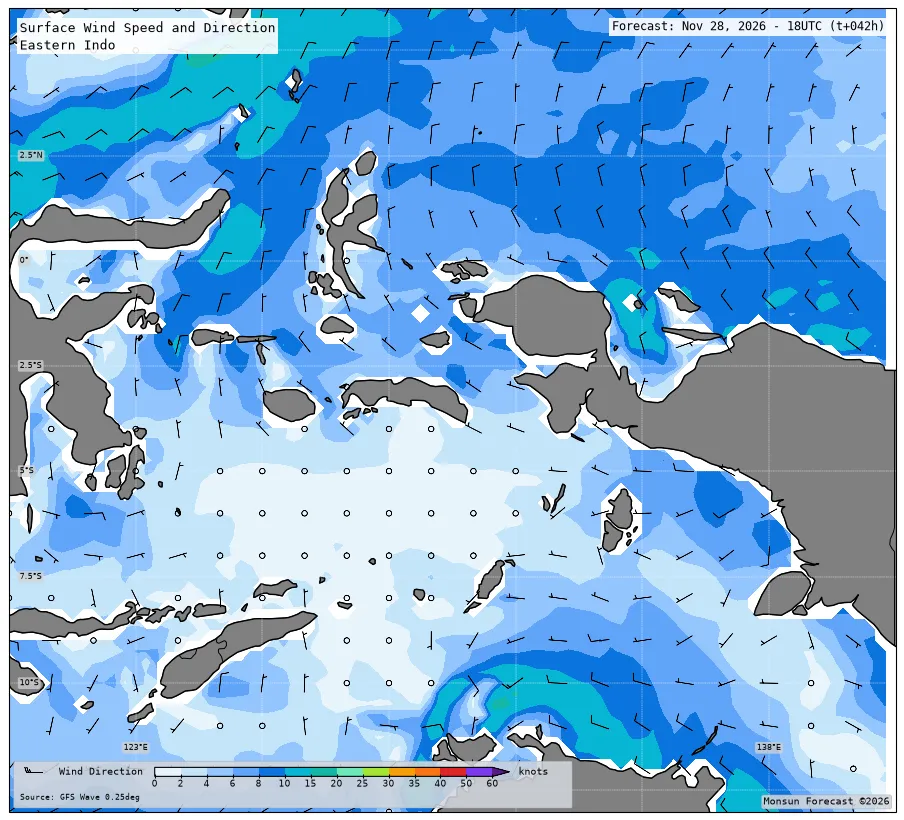 Surface Wind Speed and Direction
Eastern Indo
Forecast: Nov 28, 2026 - 18UTC (t+042h)
2.5°N
0°
2.5°S
5°S
7.5°S
10°S
123°E
138°E
Wind Direction
knots
0 2 4 6 8 10 15 20 25 30 35 40 50 60
Source: GFS Wave 0.25deg
Monsun Forecast ©2026